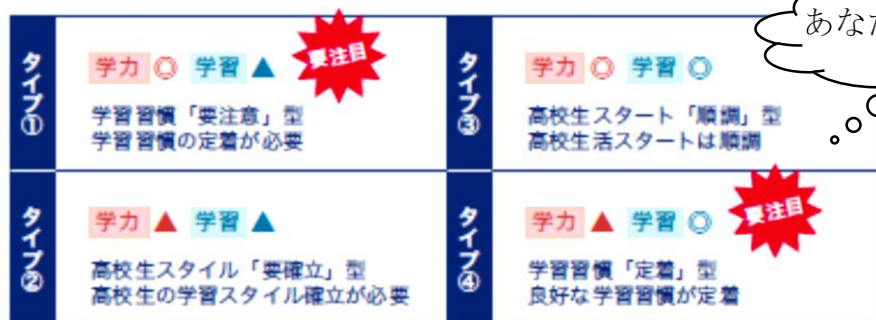 タイプ①
学力 ◎ 学習 ▲
要注目
学習習慣「要注意」型
学習習慣の定着が必要
タイプ③
学力 ◎ 学習 ◎
高校生スタート「順調」型
高校生活スタートは順調
あなた
タイプ②
学力 ▲ 学習 ▲
高校生スタイル「要確立」型
高校生の学習スタイル確立が必要
タイプ④
学力 ▲ 学習 ◎
要注目
学習習慣「定着」型
良好な学習習慣が定着